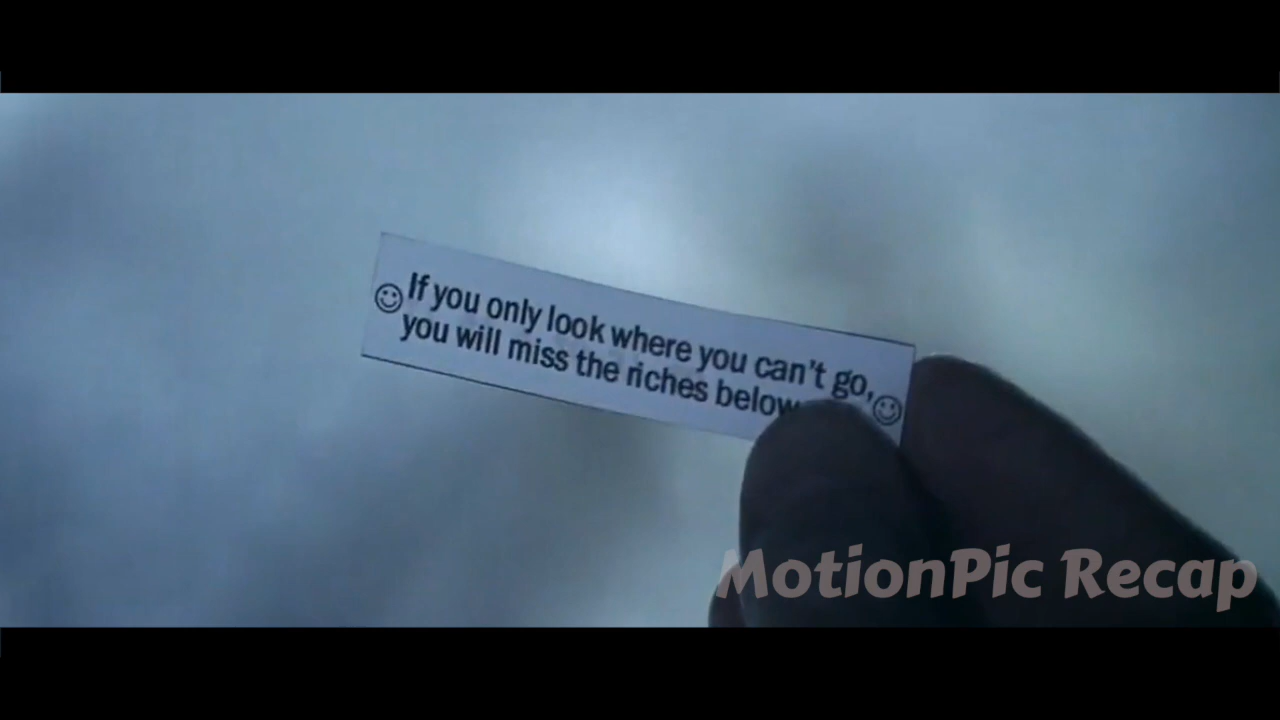 ☺ If you only look where you can't go, ☺
you will miss the riches below
MotionPic Recap